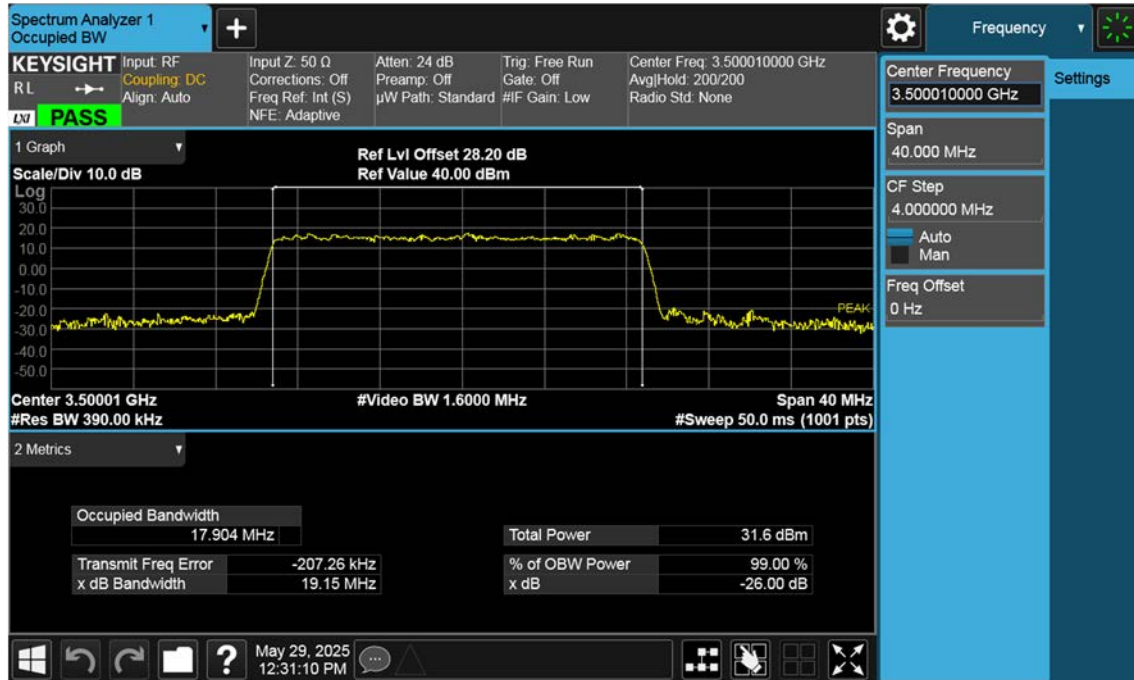 Spectrum Analyzer 1
Occupied BW
Frequency
KEYSIGHT
R L
LXI
PASS
Input: RF
Coupling: DC
Align: Auto
Input Z: 50 Ω
Corrections: Off
Freq Ref: Int (S)
NFE: Adaptive
Atten: 24 dB
Preamp: Off
µW Path: Standard
Trig: Free Run
Gate: Off
#IF Gain: Low
Center Freq: 3.500010000 GHz
Avg|Hold: 200/200
Radio Std: None
Center Frequency
3.500010000 GHz
Settings
Span
40.000 MHz
CF Step
4.000000 MHz
Auto
Man
Freq Offset
0 Hz
1 Graph
Scale/Div 10.0 dB
Ref Lvl Offset 28.20 dB
Ref Value 40.00 dBm
Log
30.0
20.0
10.0
0.00
-10.0
-20.0
-30.0
-40.0
-50.0
PEAK
Center 3.50001 GHz
#Video BW 1.6000 MHz
Span 40 MHz
#Res BW 390.00 kHz
#Sweep 50.0 ms (1001 pts)
2 Metrics
Occupied Bandwidth
17.904 MHz
Total Power 31.6 dBm
Transmit Freq Error -207.26 kHz
% of OBW Power 99.00 %
x dB Bandwidth 19.15 MHz
x dB -26.00 dB
?
May 29, 2025
12:31:10 PM